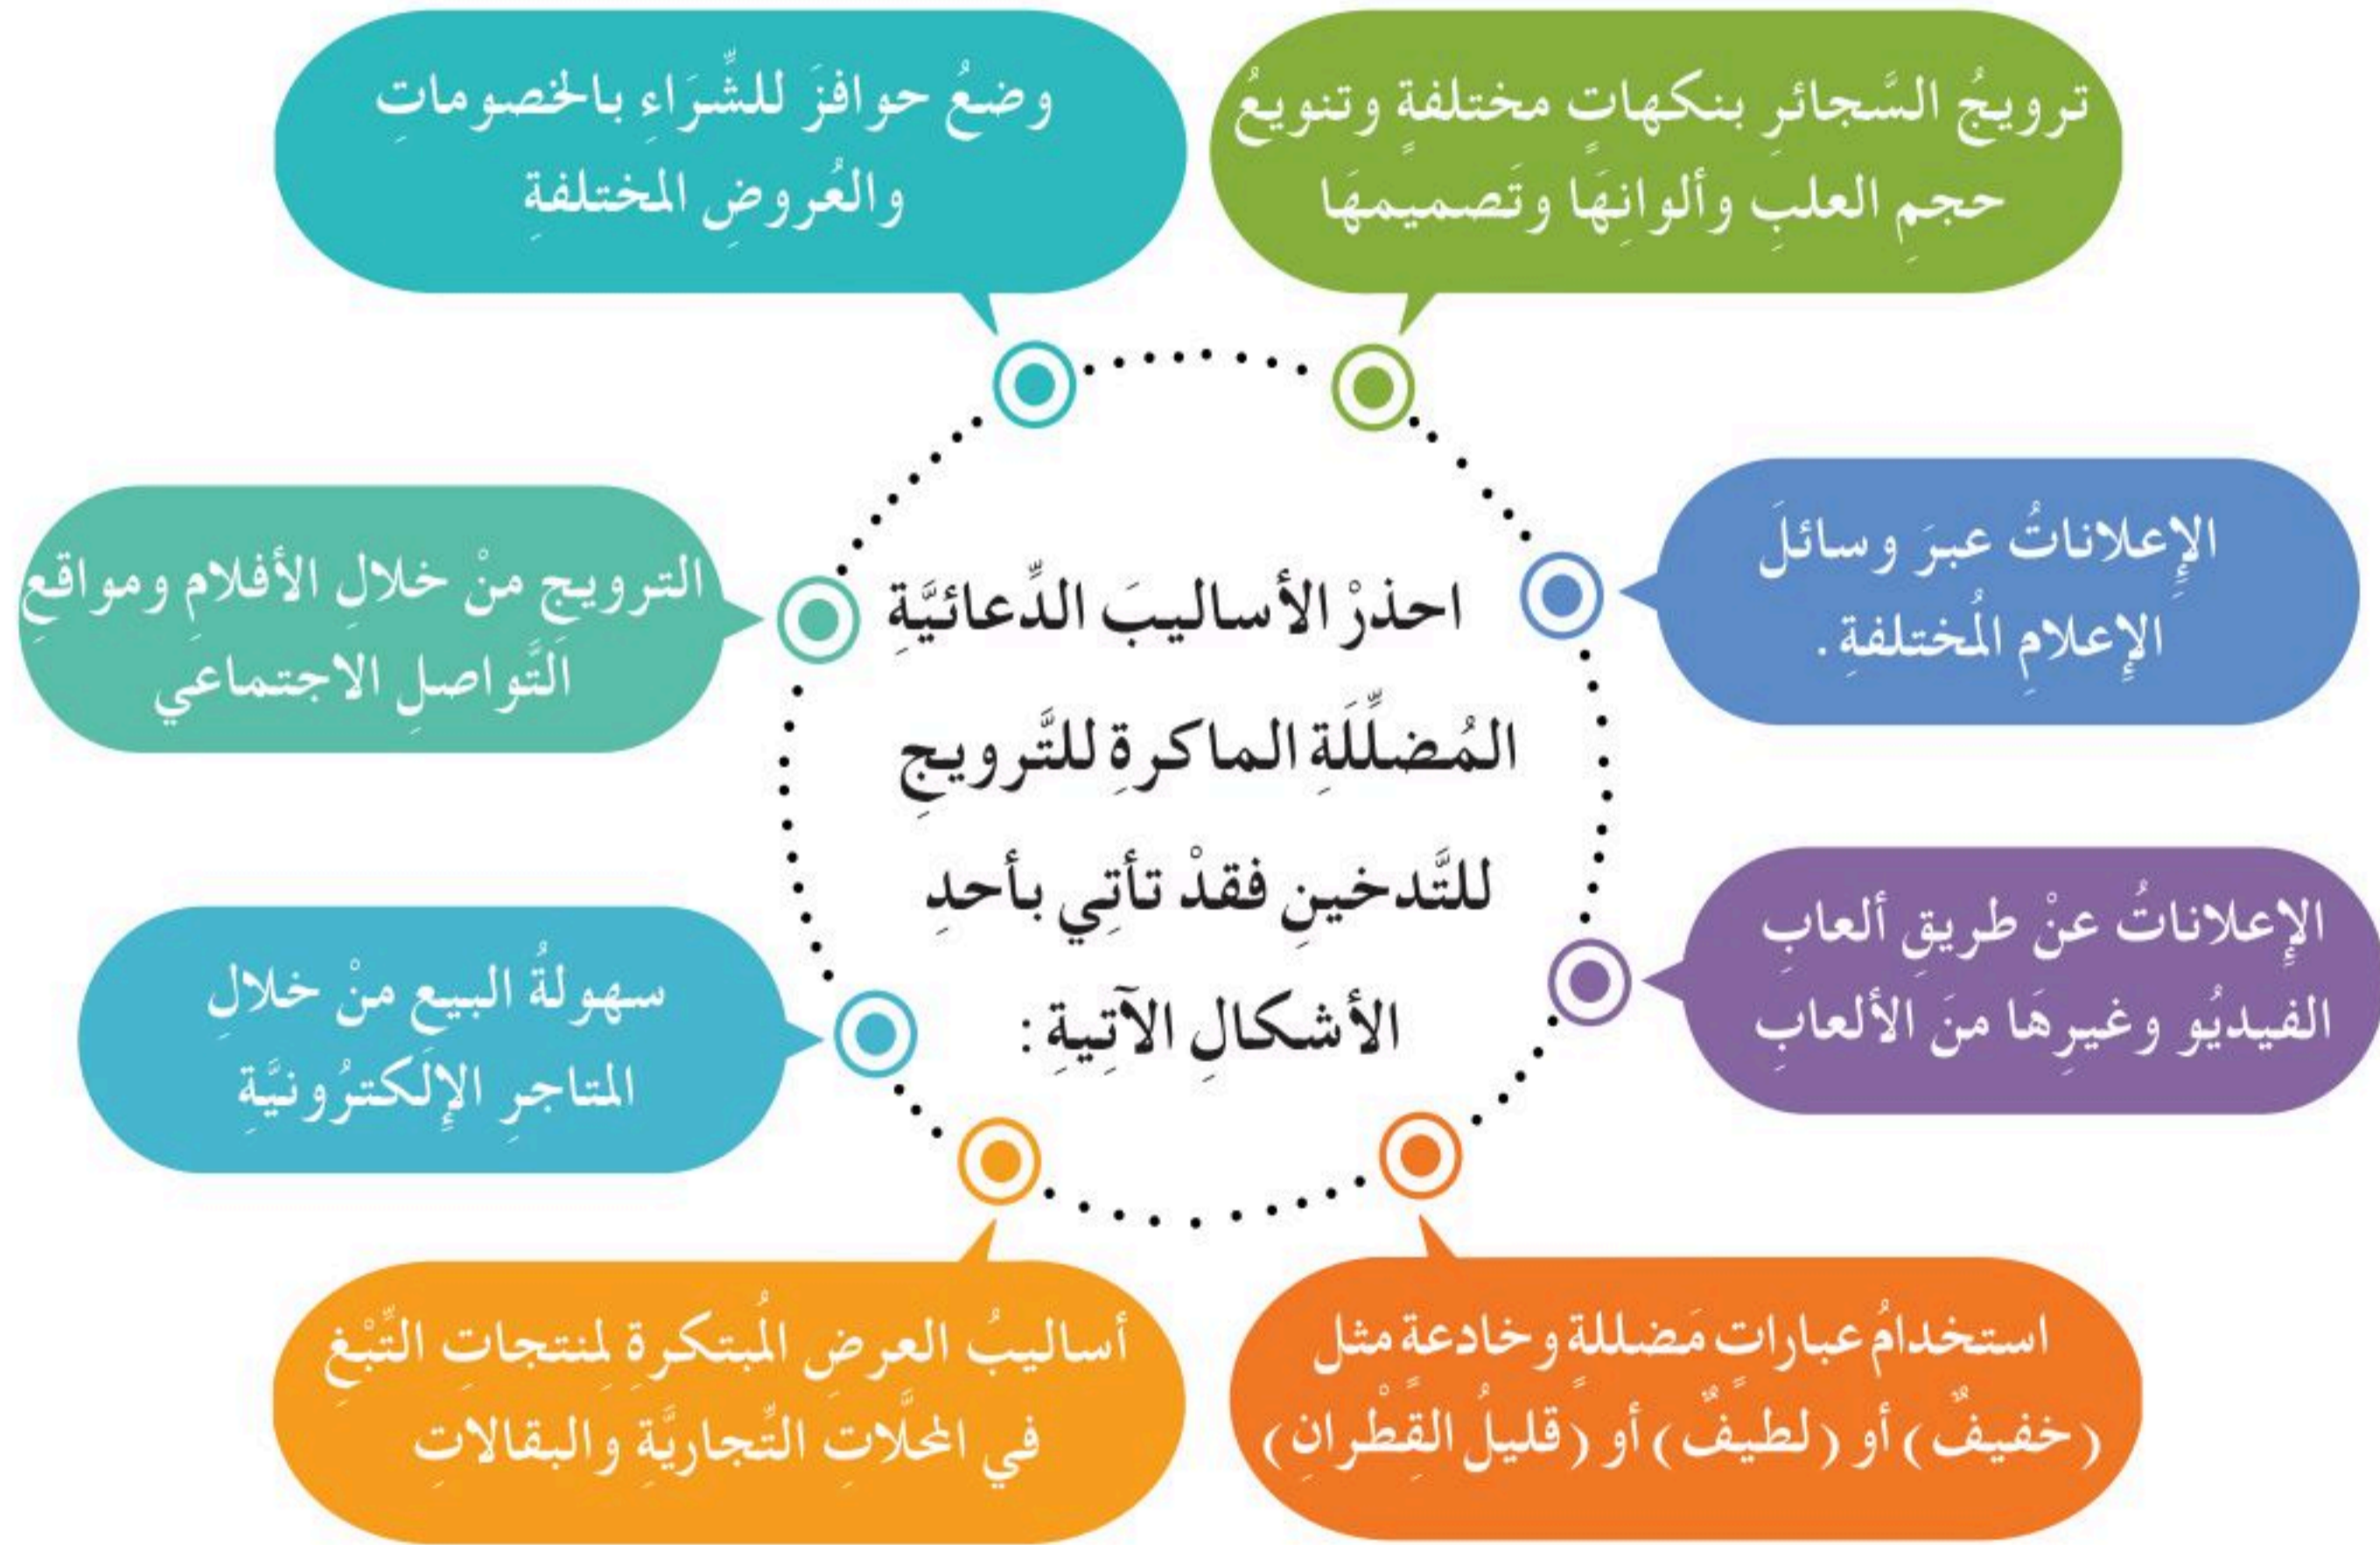 احذرْ الأساليبَ الدِّعائيَّةِ
المُضلِّلَةِ الماكرةِ للتَّرويجِ
للتَّدخينِ فقدْ تأتِي بأحدِ
الأشكالِ الآتِيةِ :
ترويجُ السَّجائرِ بنكهاتٍ مختلفةٍ وتنويعُ
حجمِ العلبِ وألوانِهَا وتَصميمِهَا
الإِعلاناتُ عبرَ وسائلَ
الإِعلامِ المُختلفةِ .
الإِعلاناتُ عنْ طريقِ ألعابِ
الفيديُو وغيرِهَا منَ الألعابِ
استخدامُ عباراتٍ مَضللةٍ وخادعةٍ مثل
(خفيفٌ) أو (لطيفٌ) أو (قليلُ القِطْرانِ)
أساليبُ العرضِ المُبتكرةِ لِمنتجاتِ التِّبْغِ
في المحلَّاتِ التِّجاريَّةِ والبقالاتِ
سهولةُ البيعِ منْ خلالِ
المتاجرِ الإِلكترُونيَّةِ
الترويجِ منْ خلالِ الأفلامِ ومواقعِ
التَّواصلِ الاجتماعي
وضعُ حوافزَ للشِّرَاءِ بالخصوماتِ
والعُروضِ المختلفةِ